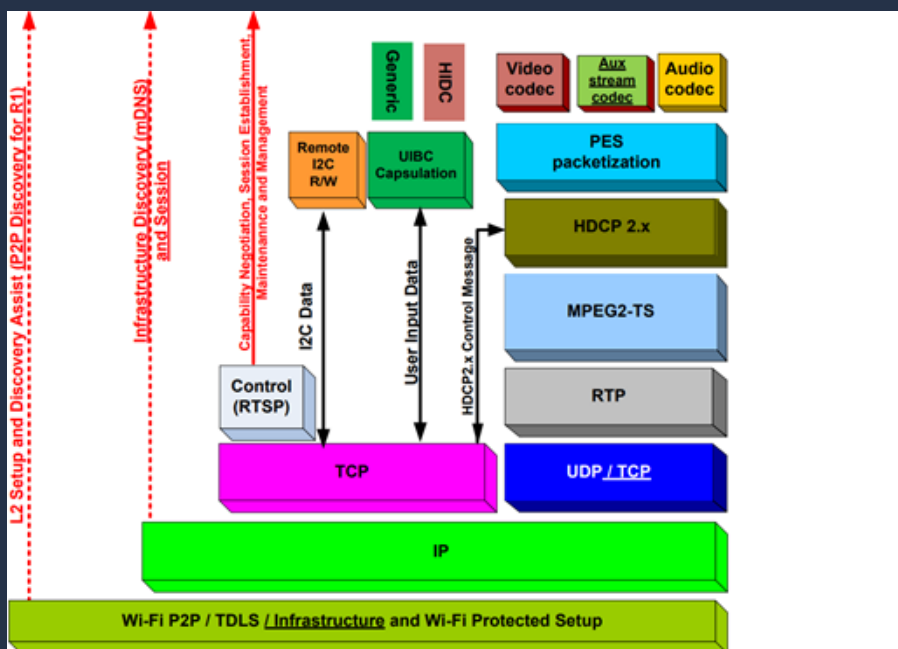 L2 Setup and Discovery Assist (P2P Discovery for R1)
Infrastructure Discovery (mDNS)
and Session
Capability Negotiation, Session Establishment,
Maintenannce and Management
Generic
HIDC
Video
codec
Aux
stream
codec
Audio
codec
Remote
I2C
R/W
UIBC
Capsulation
PES
packetization
HDCP 2.x
I2C Data
User Input Data
HDCP2.x Control Message
MPEG2-TS
Control
(RTSP)
RTP
TCP
UDP / TCP
IP
Wi-Fi P2P / TDLS / Infrastructure and Wi-Fi Protected Setup